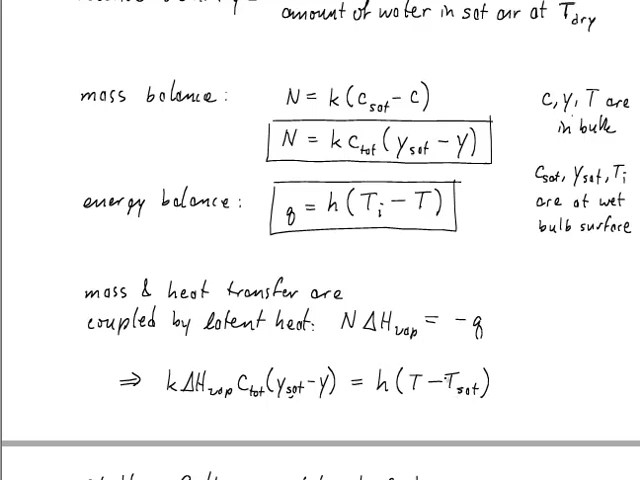 amount of water in sat air at T_dry
mass balance: N = k (c_sat - c)
N = k c_tot (y_sat - y)
c, y, T are
in bulk
energy balance: q = h (T_i - T)
c_sat, y_sat, T_i
are at wet
bulb surface
mass & heat transfer are
coupled by latent heat: N ΔH_vap = -q
⇒ k ΔH_vap C_tot (y_sat - y) = h (T - T_sat)